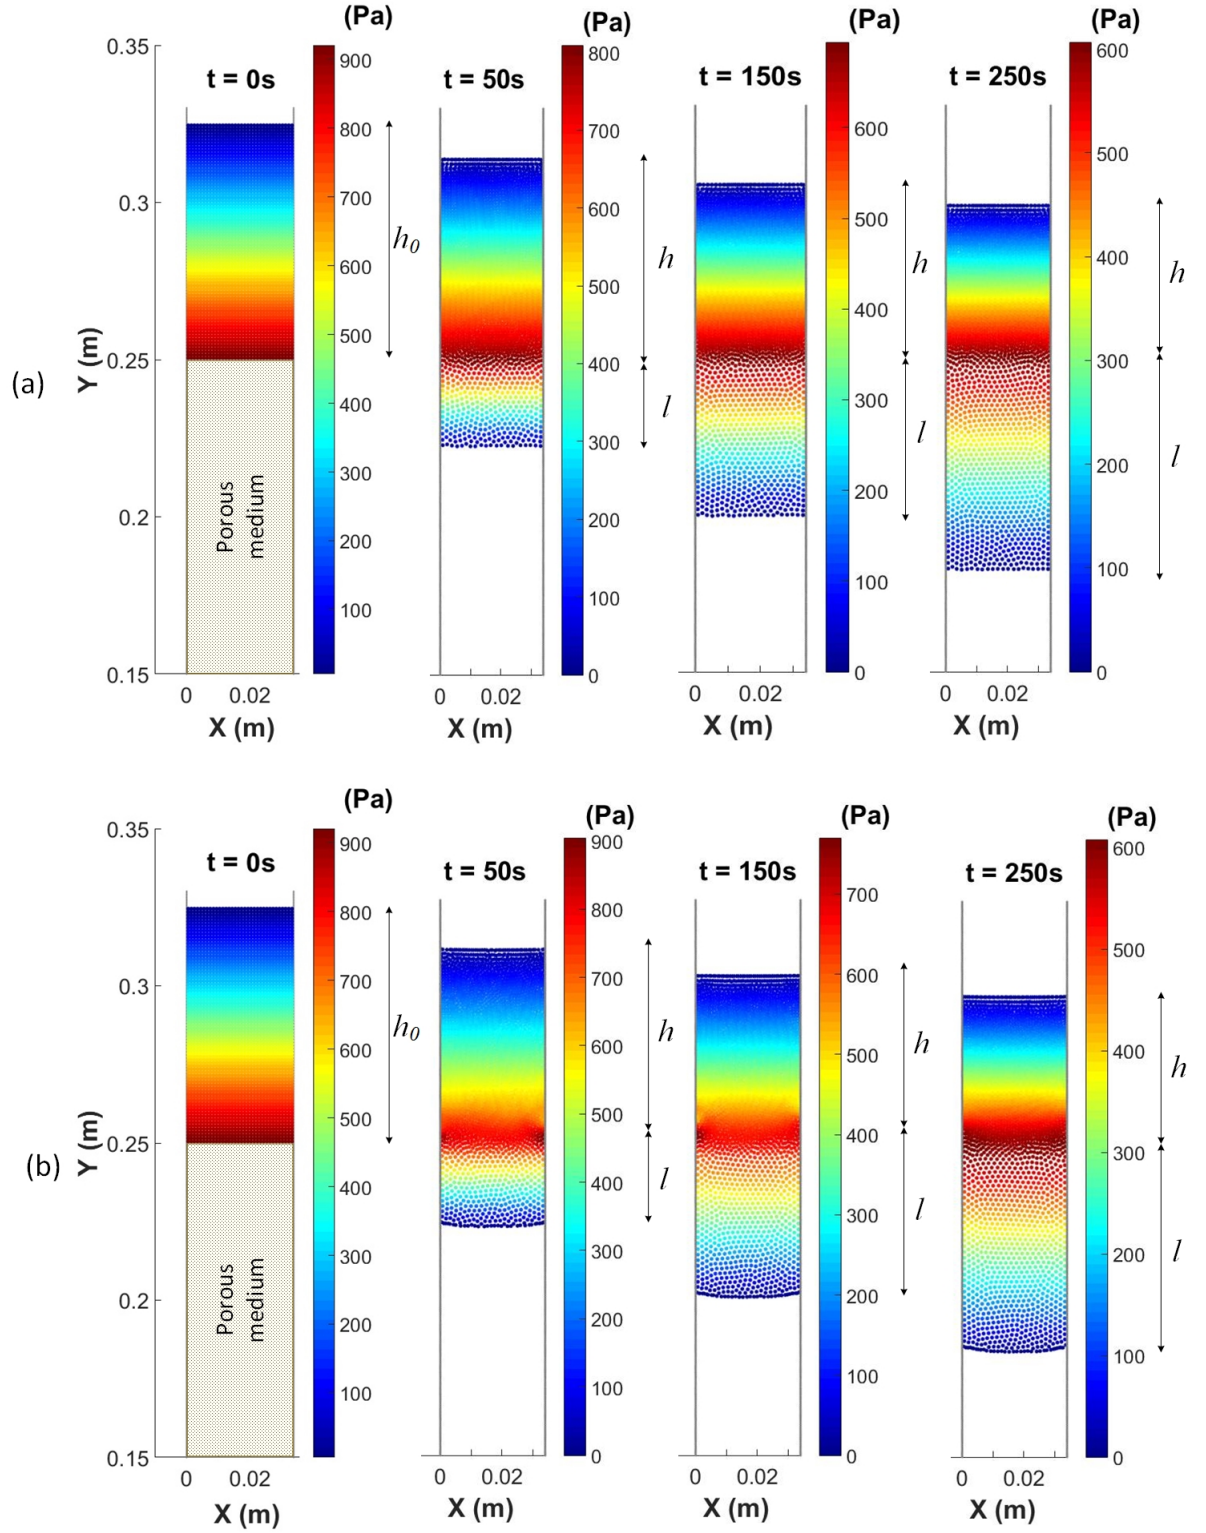 (Pa) (Pa) (Pa) (Pa)
t = 0s t = 50s t = 150s t = 250s
0.35
0.3
0.25
0.2
0.15
Y (m)
(a)
900
800
700
600
500
400
300
200
100
h0
Porous
medium
0 0.02
X (m)
800
700
600
500
400
300
200
100
0
h
l
0 0.02
X (m)
600
500
400
300
200
100
0
h
l
0 0.02
X (m)
600
500
400
300
200
100
0
h
l
0 0.02
X (m)
(Pa) (Pa) (Pa) (Pa)
t = 0s t = 50s t = 150s t = 250s
0.35
0.3
0.25
0.2
0.15
Y (m)
(b)
900
800
700
600
500
400
300
200
100
h0
Porous
medium
0 0.02
X (m)
900
800
700
600
500
400
300
200
100
0
h
l
0 0.02
X (m)
700
600
500
400
300
200
100
0
h
l
0 0.02
X (m)
600
500
400
300
200
100
0
h
l
0 0.02
X (m)